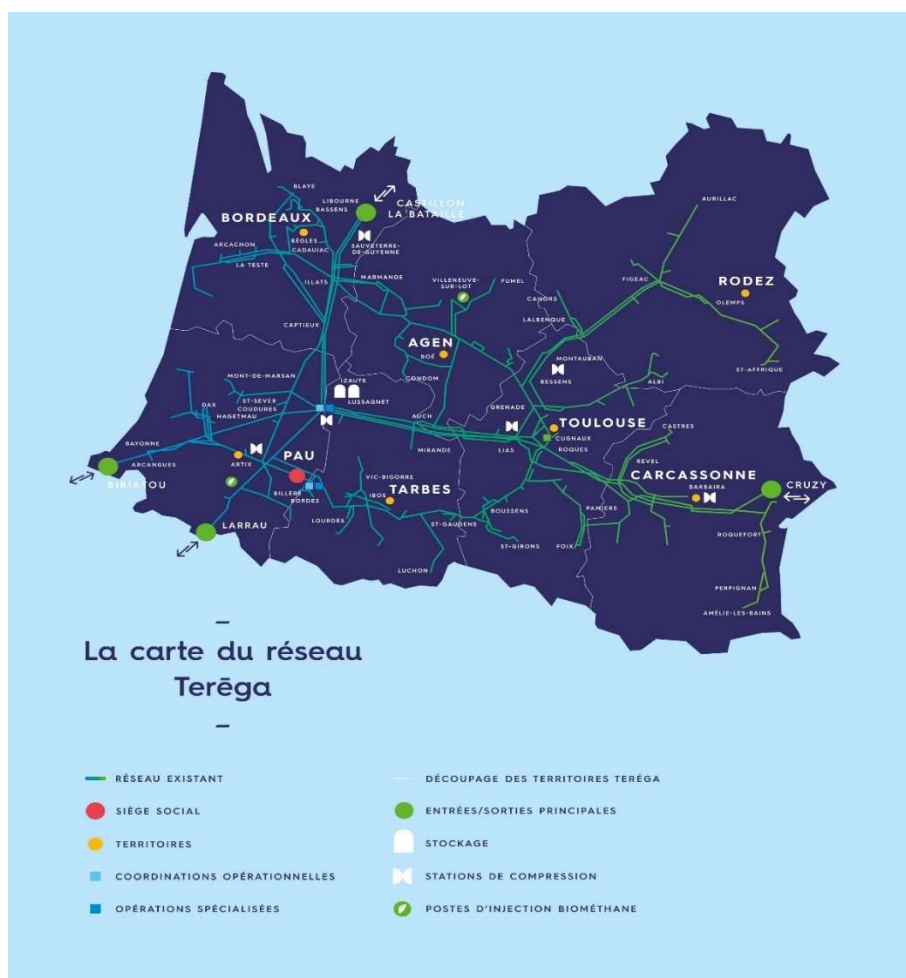 BLAYE
LIBOURNE
BASSENS
CASTILLON
LA BATAILLE
BORDEAUX
BÈGLES
CADAUJAC
SAUVETERRE-
DE-GUYENNE
ARCACHON
LA TESTE
ILLATS
MARMANDE
VILLENEUVE-
SUR-LOT
FUMEL
CAHORS
LALBENQUE
FIGEAC
AURILLAC
RODEZ
OLEMPS
ST-AFFRIQUE
CAPTIEUX
AGEN
BOÉ
CONDOM
MONTAUBAN
BESSENS
ALBI
MONT-DE-MARSAN
IZAUTE
LUSSAGNET
DAX
ST-SEVER
COUDURES
HAGETMAU
AUCH
GRENADE
TOULOUSE
CUGNAUX
ROQUES
CASTRES
BAYONNE
ARCANGUES
BIRIATOU
ARTIX
PAU
MIRANDE
LIAS
REVEL
CARCASSONNE
BARBAIRA
CRUZY
VIC-BIGORRE
TARBES
IBOS
BILLÈRE
BORDES
LOURDES
LARRAU
ST-GAUDENS
BOUSSENS
PAMIERS
ROQUEFORT
ST-GIRONS
FOIX
LUCHON
PERPIGNAN
AMÉLIE-LES-BAINS
La carte du réseau
Terēga
RÉSEAU EXISTANT
SIÈGE SOCIAL
TERRITOIRES
COORDINATIONS OPÉRATIONNELLES
OPÉRATIONS SPÉCIALISÉES
DÉCOUPAGE DES TERRITOIRES TERÉGA
ENTRÉES/SORTIES PRINCIPALES
STOCKAGE
STATIONS DE COMPRESSION
POSTES D'INJECTION BIOMÉTHANE